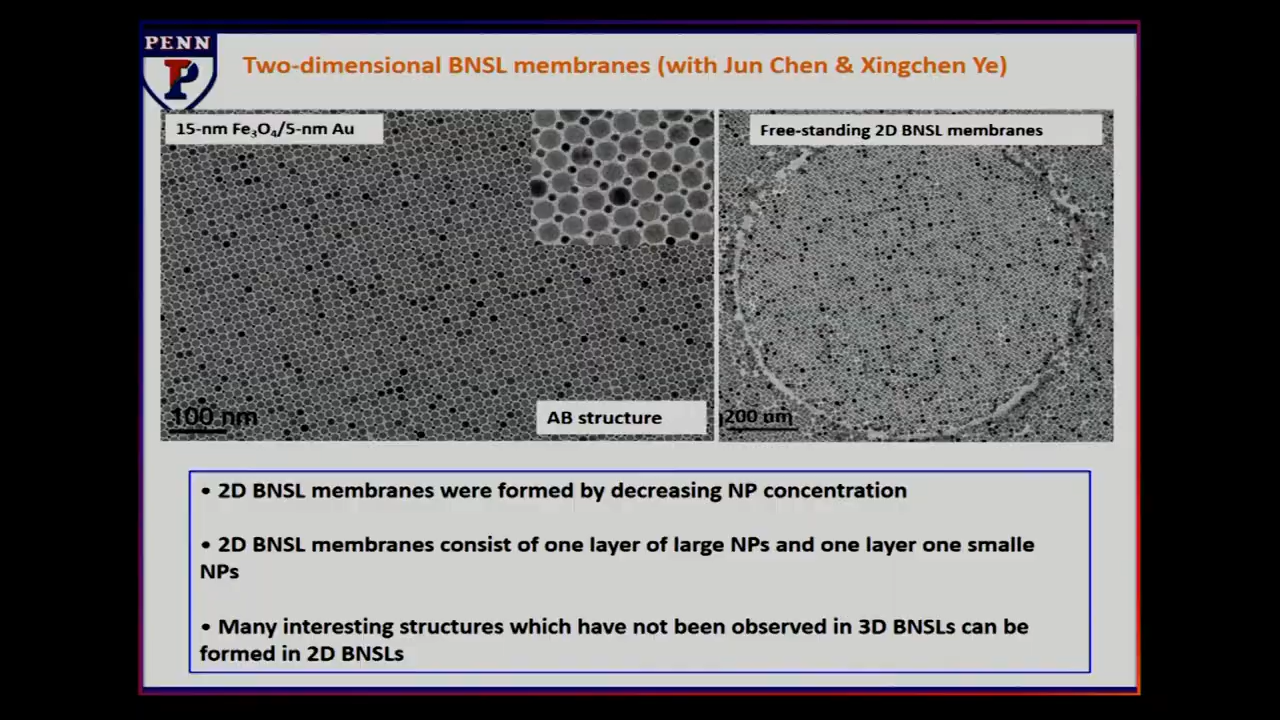 PENN
P
Two-dimensional BNSL membranes (with Jun Chen & Xingchen Ye)
15-nm Fe₃O₄/5-nm Au
Free-standing 2D BNSL membranes
100 nm
AB structure
200 nm
• 2D BNSL membranes were formed by decreasing NP concentration
• 2D BNSL membranes consist of one layer of large NPs and one layer one smalle
NPs
• Many interesting structures which have not been observed in 3D BNSLs can be
formed in 2D BNSLs